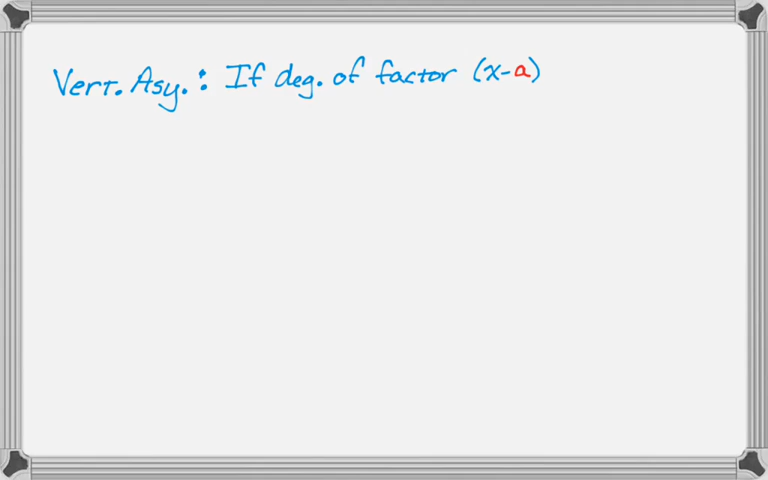 Vert. Asy.: If deg. of factor (x-a)